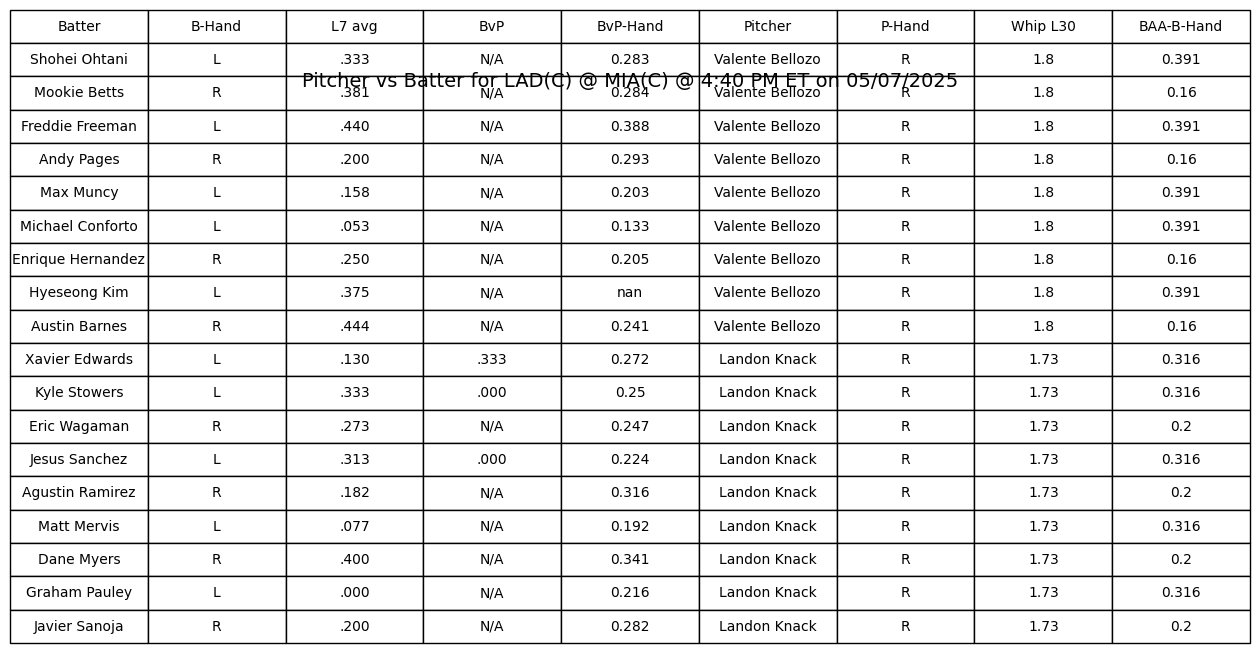 Batter B-Hand L7 avg BvP BvP-Hand Pitcher P-Hand Whip L30 BAA-B-Hand
Shohei Ohtani L .333 N/A 0.283 Valente Bellozo R 1.8 0.391
Pitcher vs Batter for LAD(C) @ MIA(C) @ 4:40 PM ET on 05/07/2025
Mookie Betts R .381 N/A 0.284 Valente Bellozo R 1.8 0.16
Freddie Freeman L .440 N/A 0.388 Valente Bellozo R 1.8 0.391
Andy Pages R .200 N/A 0.293 Valente Bellozo R 1.8 0.16
Max Muncy L .158 N/A 0.203 Valente Bellozo R 1.8 0.391
Michael Conforto L .053 N/A 0.133 Valente Bellozo R 1.8 0.391
Enrique Hernandez R .250 N/A 0.205 Valente Bellozo R 1.8 0.16
Hyeseong Kim L .375 N/A nan Valente Bellozo R 1.8 0.391
Austin Barnes R .444 N/A 0.241 Valente Bellozo R 1.8 0.16
Xavier Edwards L .130 .333 0.272 Landon Knack R 1.73 0.316
Kyle Stowers L .333 .000 0.25 Landon Knack R 1.73 0.316
Eric Wagaman R .273 N/A 0.247 Landon Knack R 1.73 0.2
Jesus Sanchez L .313 .000 0.224 Landon Knack R 1.73 0.316
Agustin Ramirez R .182 N/A 0.316 Landon Knack R 1.73 0.2
Matt Mervis L .077 N/A 0.192 Landon Knack R 1.73 0.316
Dane Myers R .400 N/A 0.341 Landon Knack R 1.73 0.2
Graham Pauley L .000 N/A 0.216 Landon Knack R 1.73 0.316
Javier Sanoja R .200 N/A 0.282 Landon Knack R 1.73 0.2